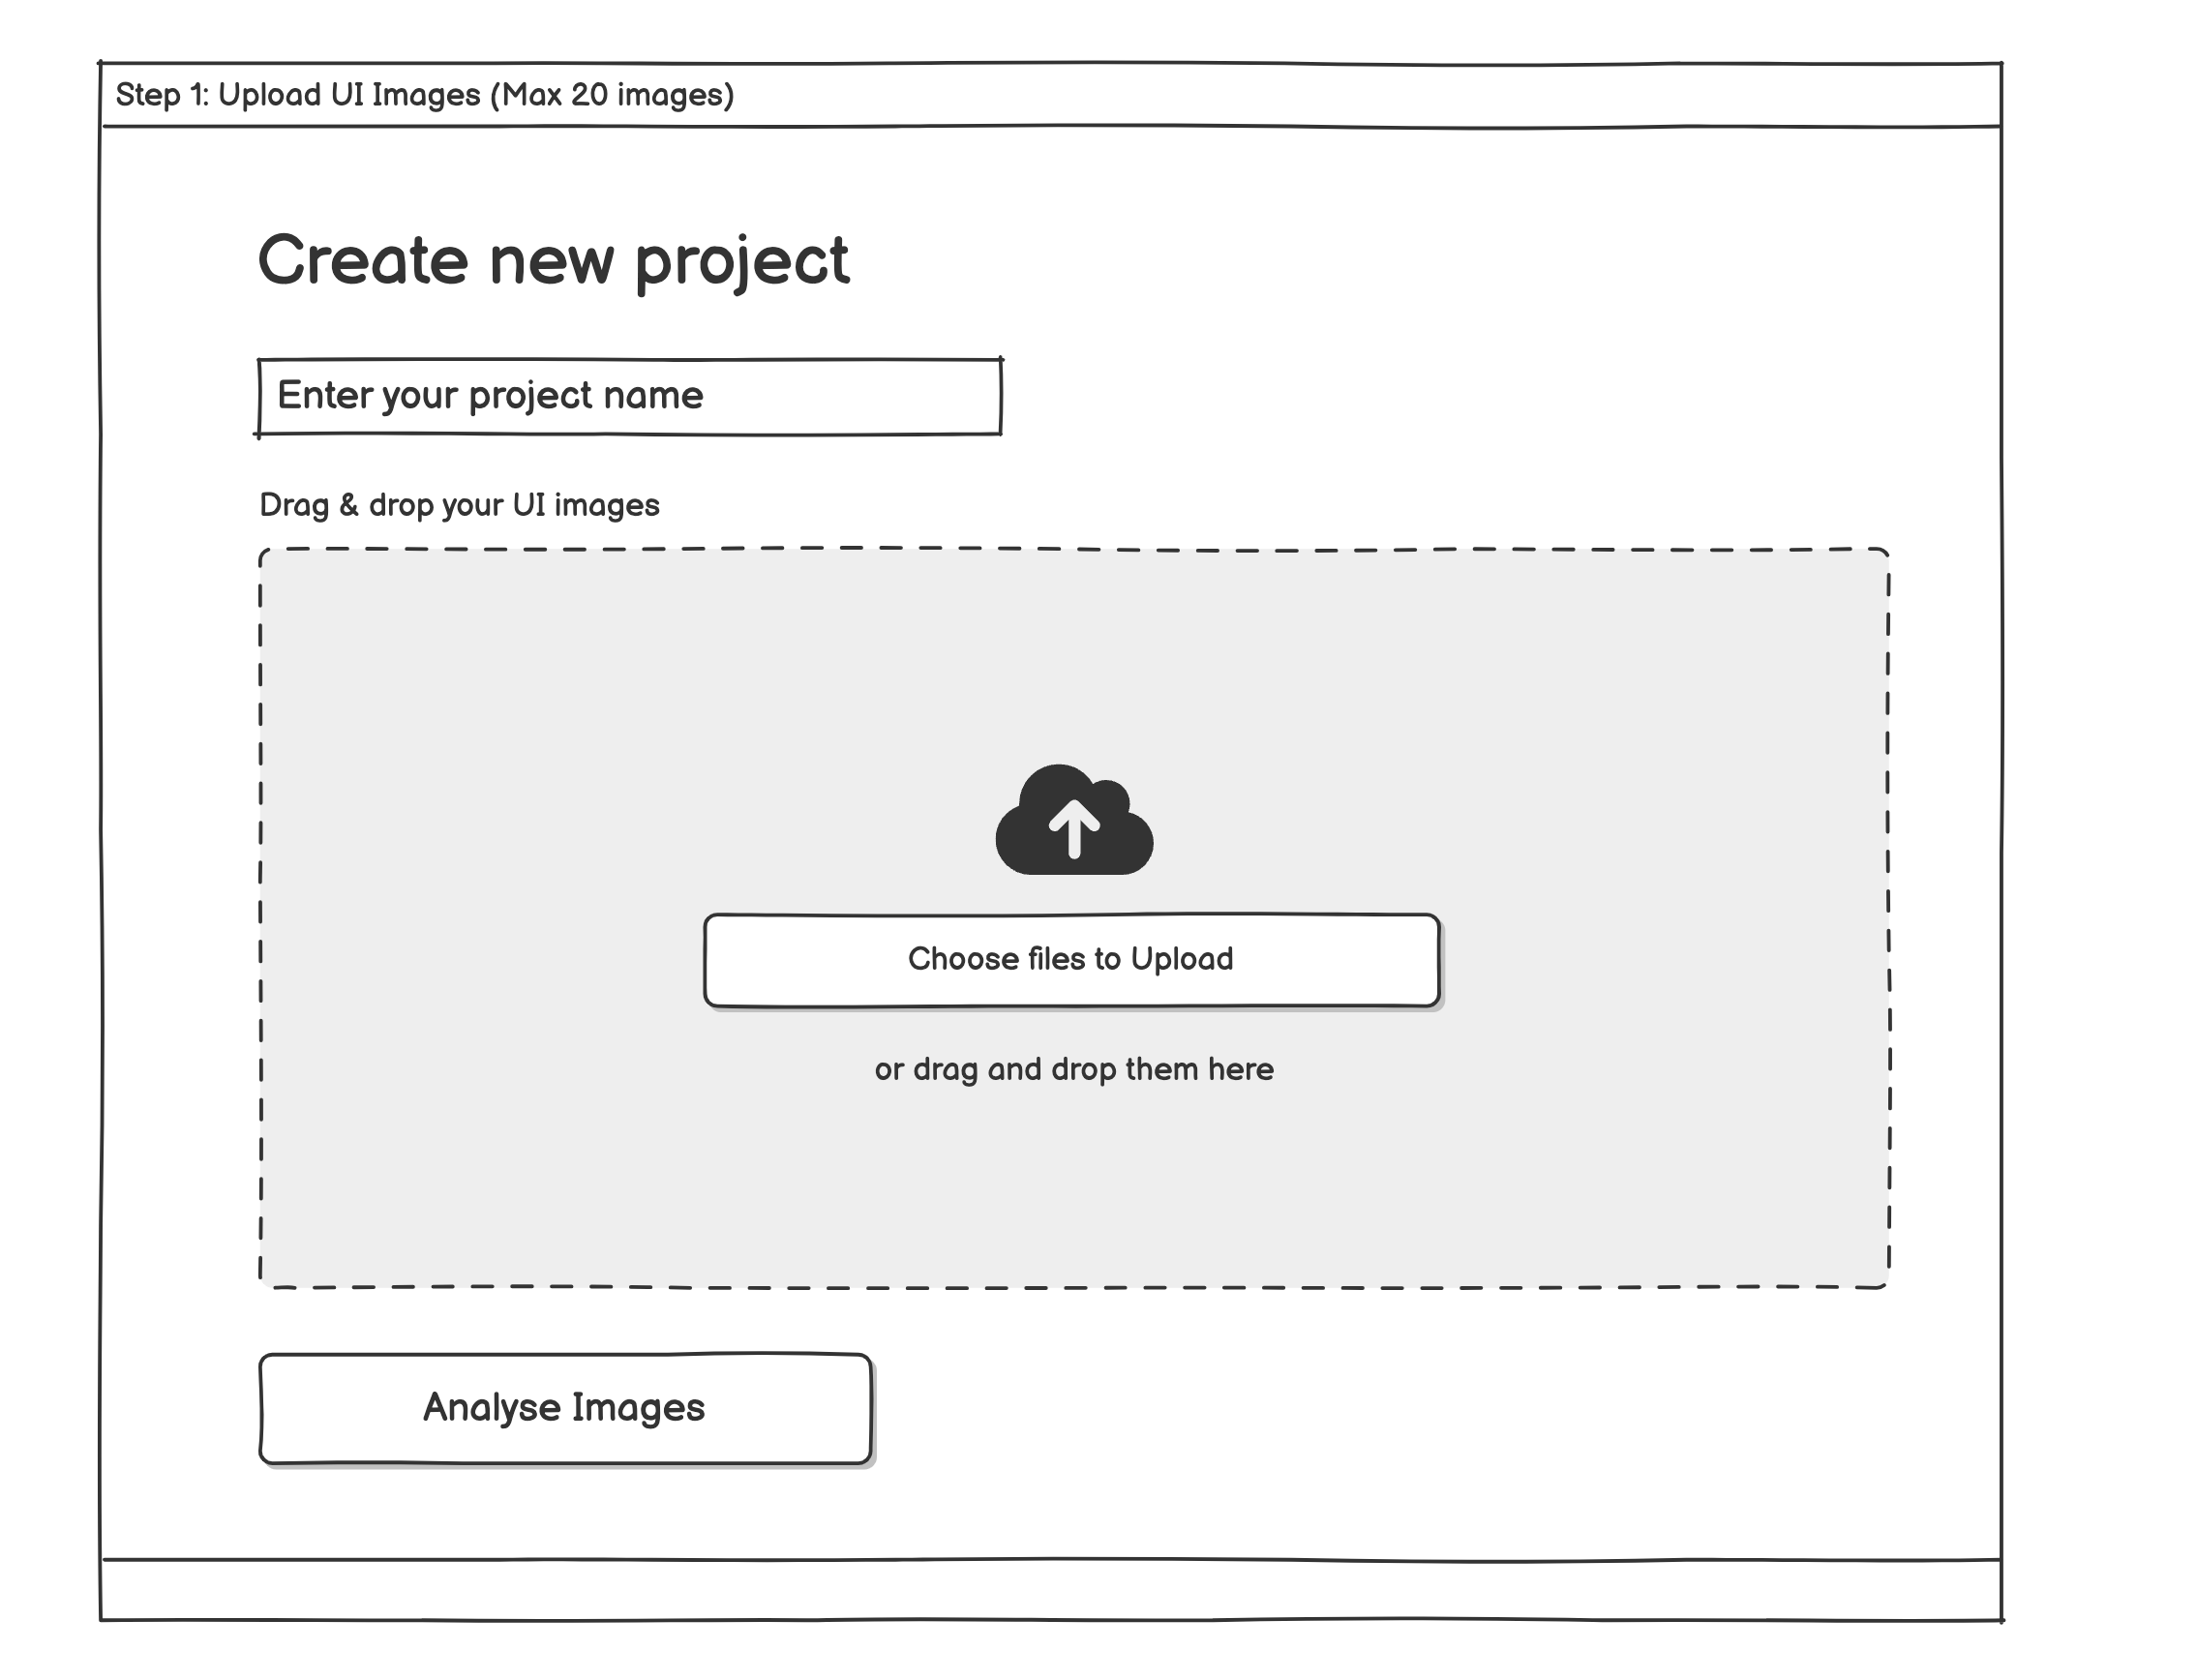 Step 1: Upload UI Images (Max 20 images)
Create new project
Enter your project name
Drag & drop your UI images
Choose files to Upload
or drag and drop them here
Analyse Images